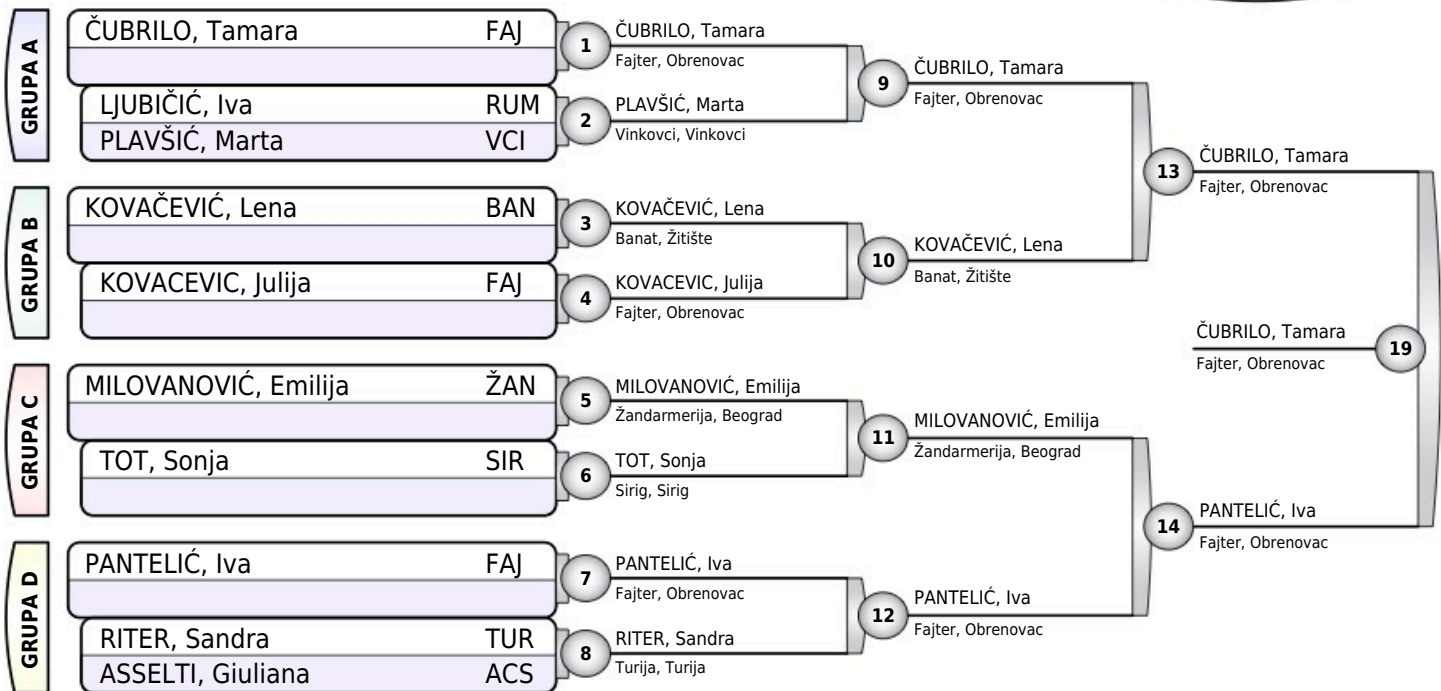 GRUPA A
ČUBRILO, Tamara FAJ
LJUBIČIĆ, Iva RUM
PLAVŠIĆ, Marta VCI
GRUPA B
KOVAČEVIĆ, Lena BAN
KOVACEVIC, Julija FAJ
GRUPA C
MILOVANOVIĆ, Emilija ŽAN
TOT, Sonja SIR
GRUPA D
PANTELIĆ, Iva FAJ
RITER, Sandra TUR
ASSELTI, Giuliana ACS
1
ČUBRILO, Tamara
Fajter, Obrenovac
2
PLAVŠIĆ, Marta
Vinkovci, Vinkovci
3
KOVAČEVIĆ, Lena
Banat, Žitište
4
KOVACEVIC, Julija
Fajter, Obrenovac
5
MILOVANOVIĆ, Emilija
Žandarmerija, Beograd
6
TOT, Sonja
Sirig, Sirig
7
PANTELIĆ, Iva
Fajter, Obrenovac
8
RITER, Sandra
Turija, Turija
9
ČUBRILO, Tamara
Fajter, Obrenovac
10
KOVAČEVIĆ, Lena
Banat, Žitište
11
MILOVANOVIĆ, Emilija
Žandarmerija, Beograd
12
PANTELIĆ, Iva
Fajter, Obrenovac
13
ČUBRILO, Tamara
Fajter, Obrenovac
14
PANTELIĆ, Iva
Fajter, Obrenovac
ČUBRILO, Tamara
Fajter, Obrenovac
19